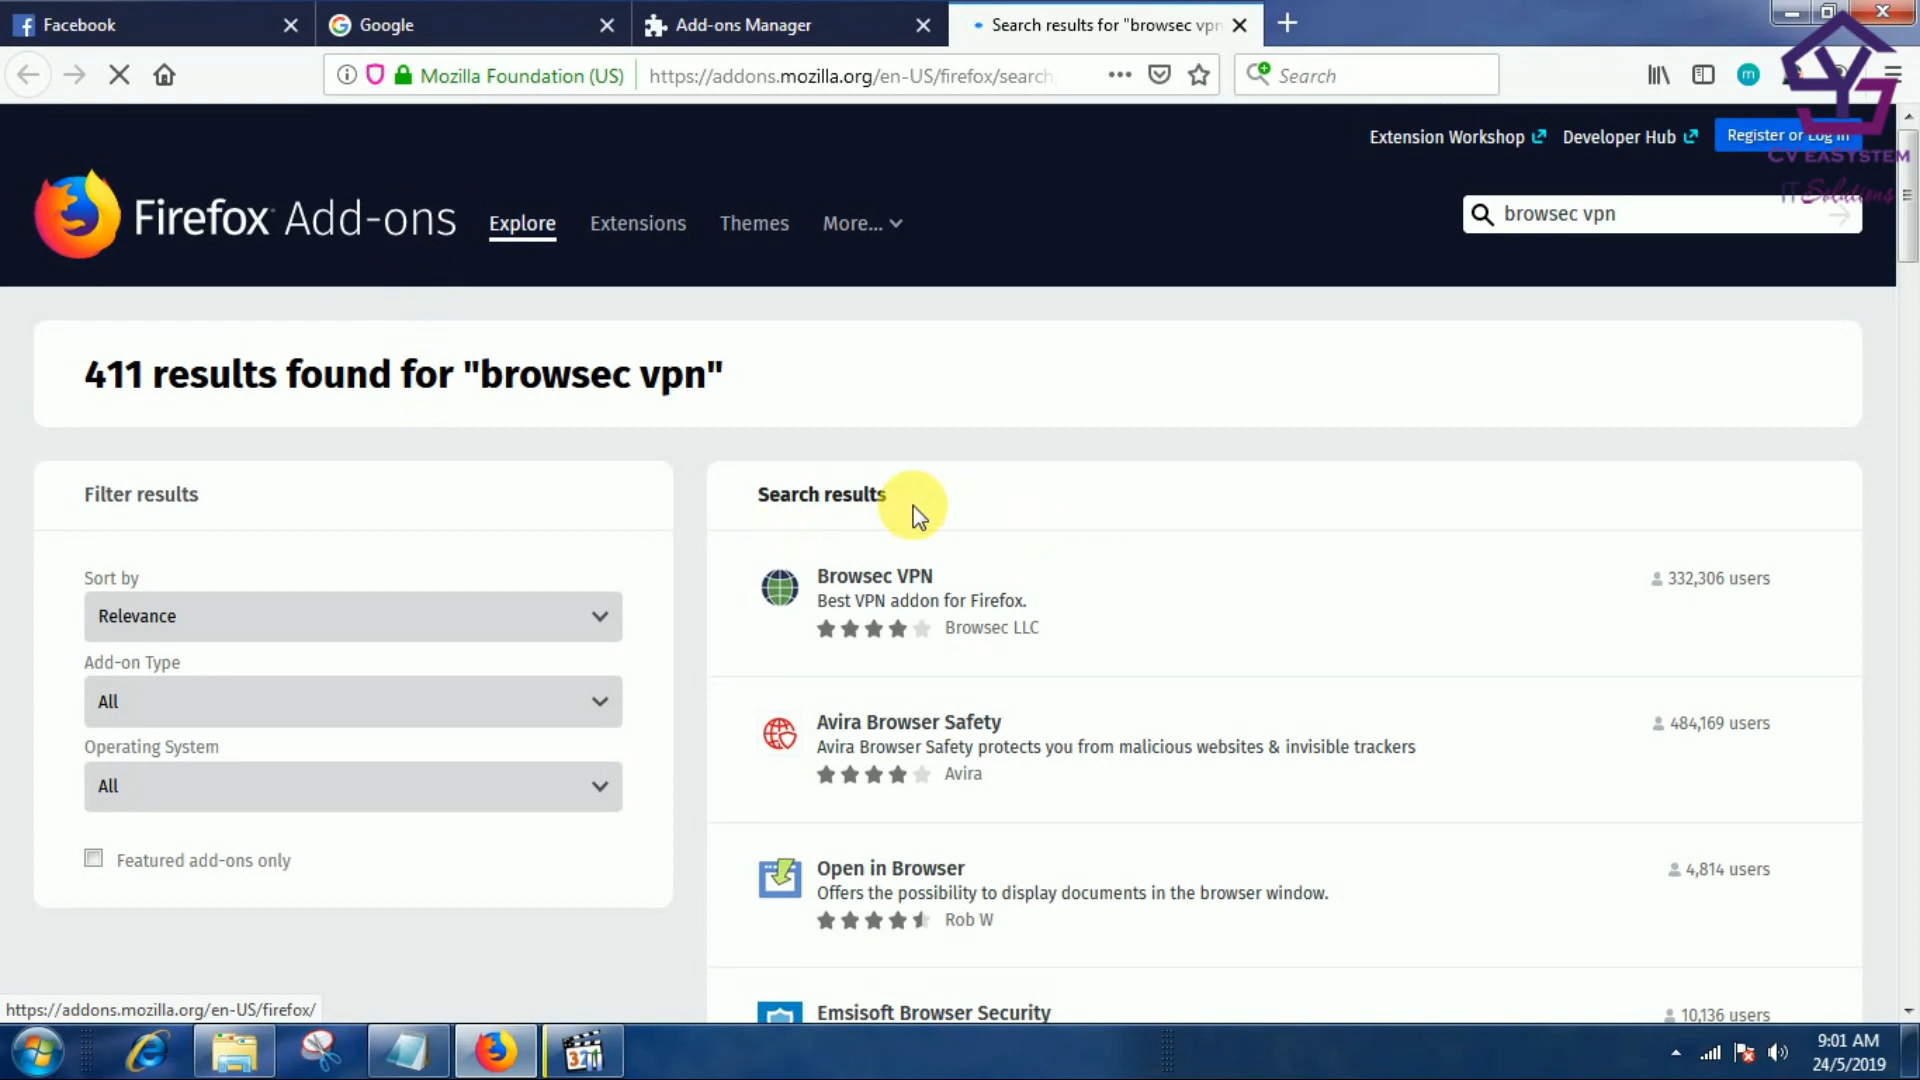 Facebook
Google
Add-ons Manager
Search results for "browsec vpn
Mozilla Foundation (US)
https://addons.mozilla.org/en-US/firefox/search
Search
m
Extension Workshop
Developer Hub
Register or Log in
CV EASYSTEM
IT Solutions
Firefox Add-ons
Explore
Extensions
Themes
More...
browsec vpn
411 results found for "browsec vpn"
Filter results
Sort by
Relevance
Add-on Type
All
Operating System
All
Featured add-ons only
Search results
Browsec VPN
332,306 users
Best VPN addon for Firefox.
Browsec LLC
Avira Browser Safety
484,169 users
Avira Browser Safety protects you from malicious websites & invisible trackers
Avira
Open in Browser
4,814 users
Offers the possibility to display documents in the browser window.
Rob W
Emsisoft Browser Security
10,136 users
https://addons.mozilla.org/en-US/firefox/
321
9:01 AM
24/5/2019